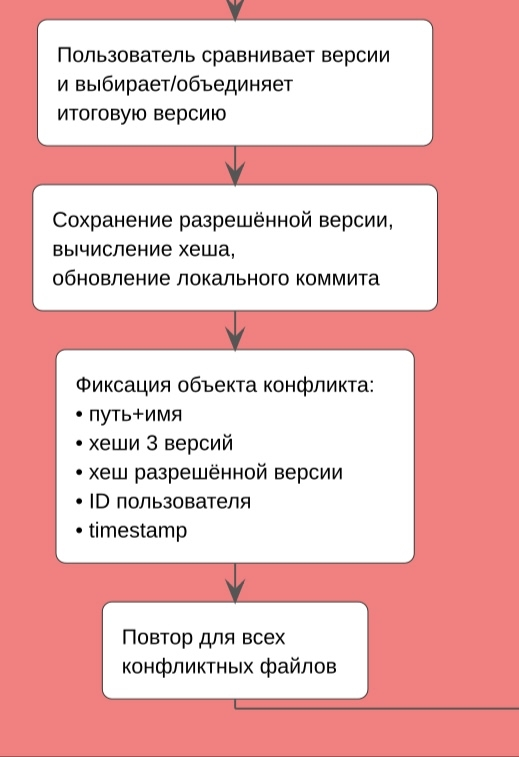 Пользователь сравнивает версии
и выбирает/объединяет
итоговую версию
Сохранение разрешённой версии,
вычисление хеша,
обновление локального коммита
Фиксация объекта конфликта:
• путь+имя
• хеши 3 версий
• хеш разрешённой версии
• ID пользователя
• timestamp
Повтор для всех
конфликтных файлов